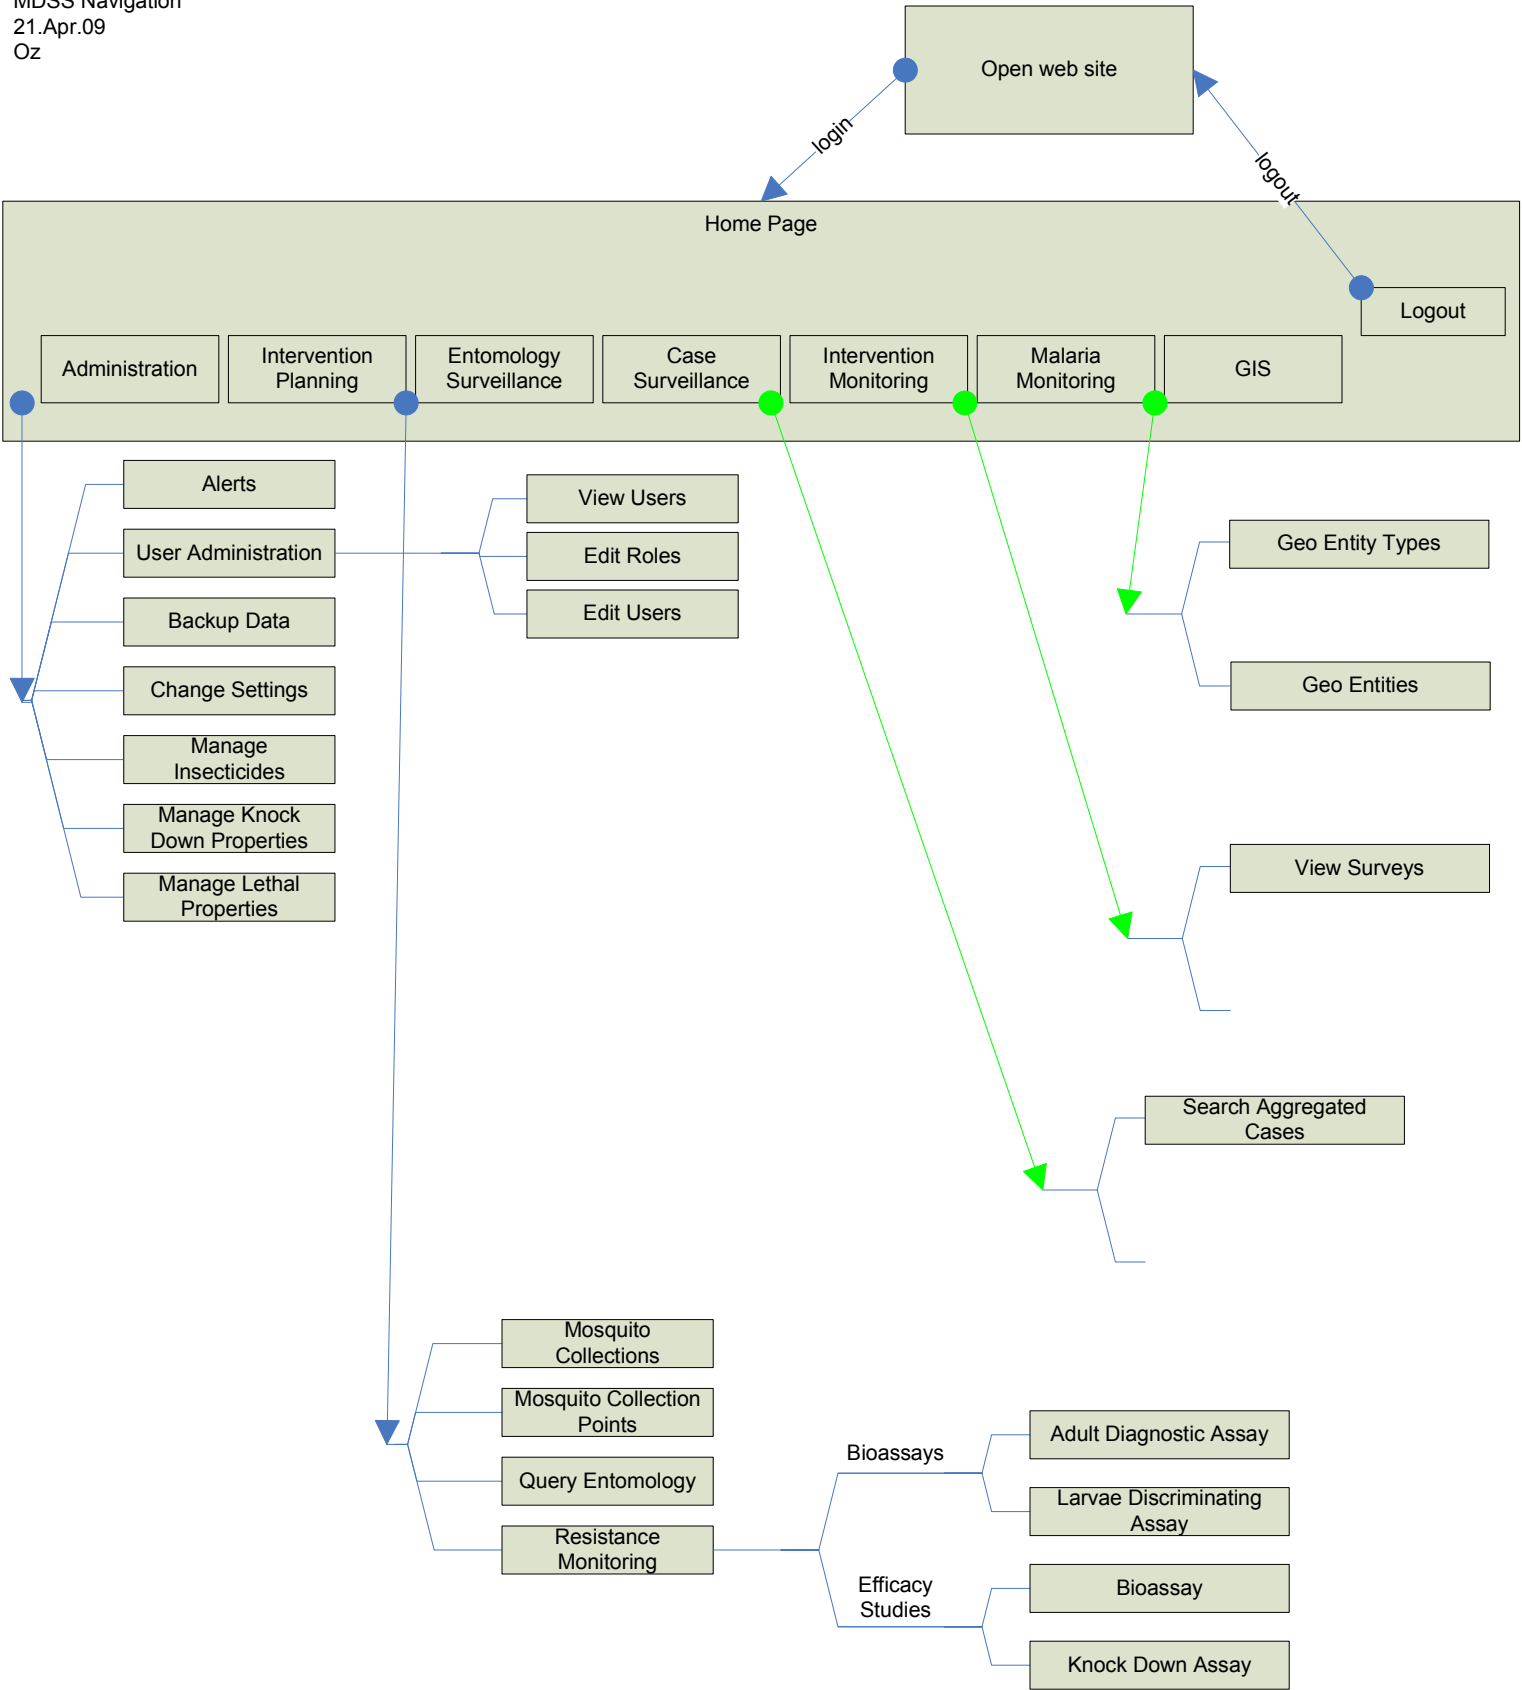 MDSS Navigation
21.Apr.09
Oz
Open web site
login
logout
Home Page
Logout
Administration
Intervention
Planning
Entomology
Surveillance
Case
Surveillance
Intervention
Monitoring
Malaria
Monitoring
GIS
Alerts
User Administration
Backup Data
Change Settings
Manage
Insecticides
Manage Knock
Down Properties
Manage Lethal
Properties
View Users
Edit Roles
Edit Users
Geo Entity Types
Geo Entities
View Surveys
Search Aggregated
Cases
Mosquito
Collections
Mosquito Collection
Points
Query Entomology
Resistance
Monitoring
Bioassays
Adult Diagnostic Assay
Larvae Discriminating
Assay
Efficacy
Studies
Bioassay
Knock Down Assay